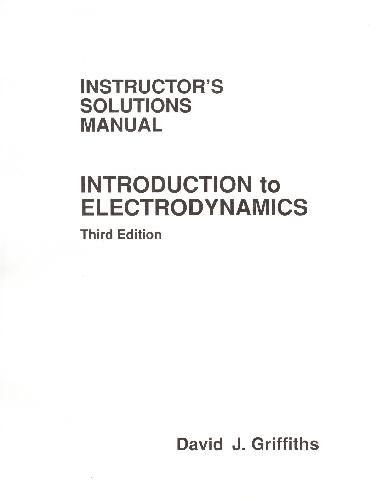 INSTRUCTOR'S
SOLUTIONS
MANUAL
INTRODUCTION to
ELECTRODYNAMICS
Third Edition
David J. Griffiths